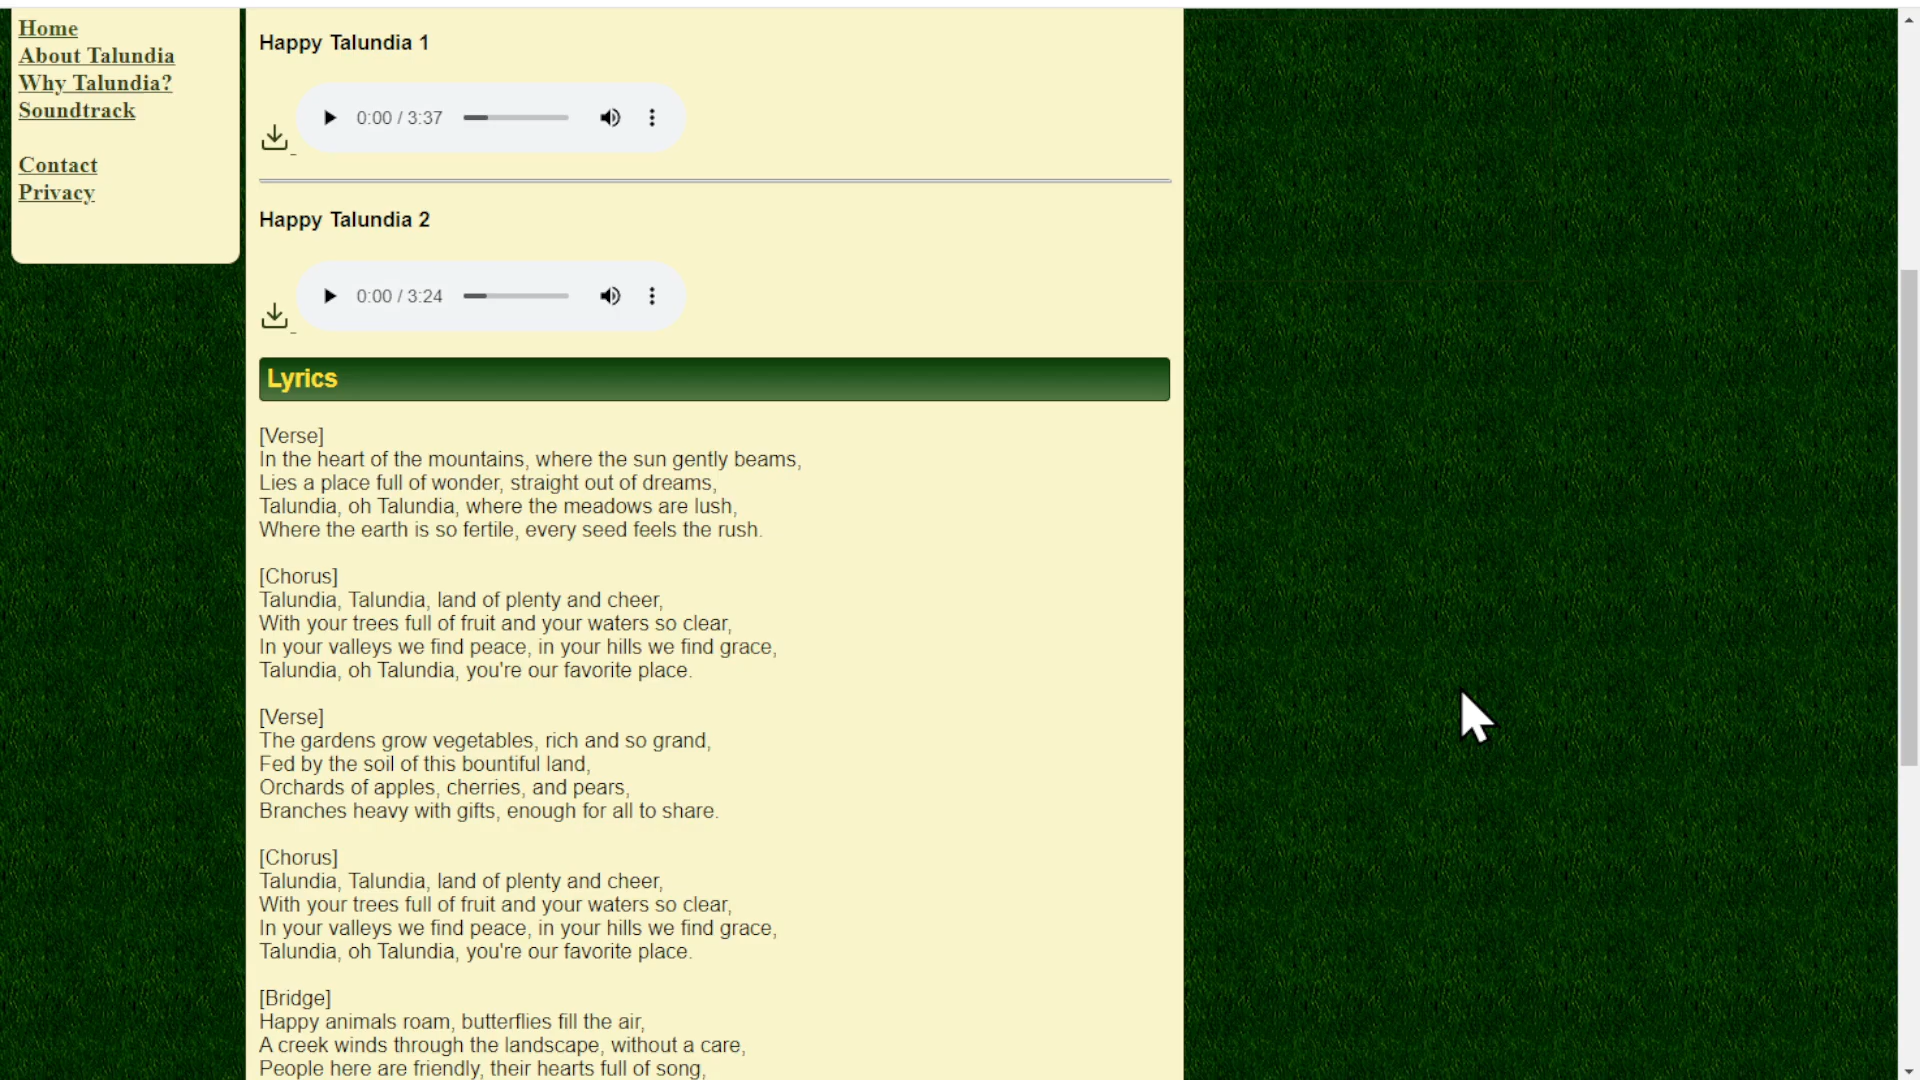 Home
About Talundia
Why Talundia?
Soundtrack
Contact
Privacy
Happy Talundia 1
0:00 / 3:37
Happy Talundia 2
0:00 / 3:24
Lyrics
[Verse]
In the heart of the mountains, where the sun gently beams,
Lies a place full of wonder, straight out of dreams,
Talundia, oh Talundia, where the meadows are lush,
Where the earth is so fertile, every seed feels the rush.
[Chorus]
Talundia, Talundia, land of plenty and cheer,
With your trees full of fruit and your waters so clear,
In your valleys we find peace, in your hills we find grace,
Talundia, oh Talundia, you're our favorite place.
[Verse]
The gardens grow vegetables, rich and so grand,
Fed by the soil of this bountiful land,
Orchards of apples, cherries, and pears,
Branches heavy with gifts, enough for all to share.
[Chorus]
Talundia, Talundia, land of plenty and cheer,
With your trees full of fruit and your waters so clear,
In your valleys we find peace, in your hills we find grace,
Talundia, oh Talundia, you're our favorite place.
[Bridge]
Happy animals roam, butterflies fill the air,
A creek winds through the landscape, without a care,
People here are friendly, their hearts full of song,